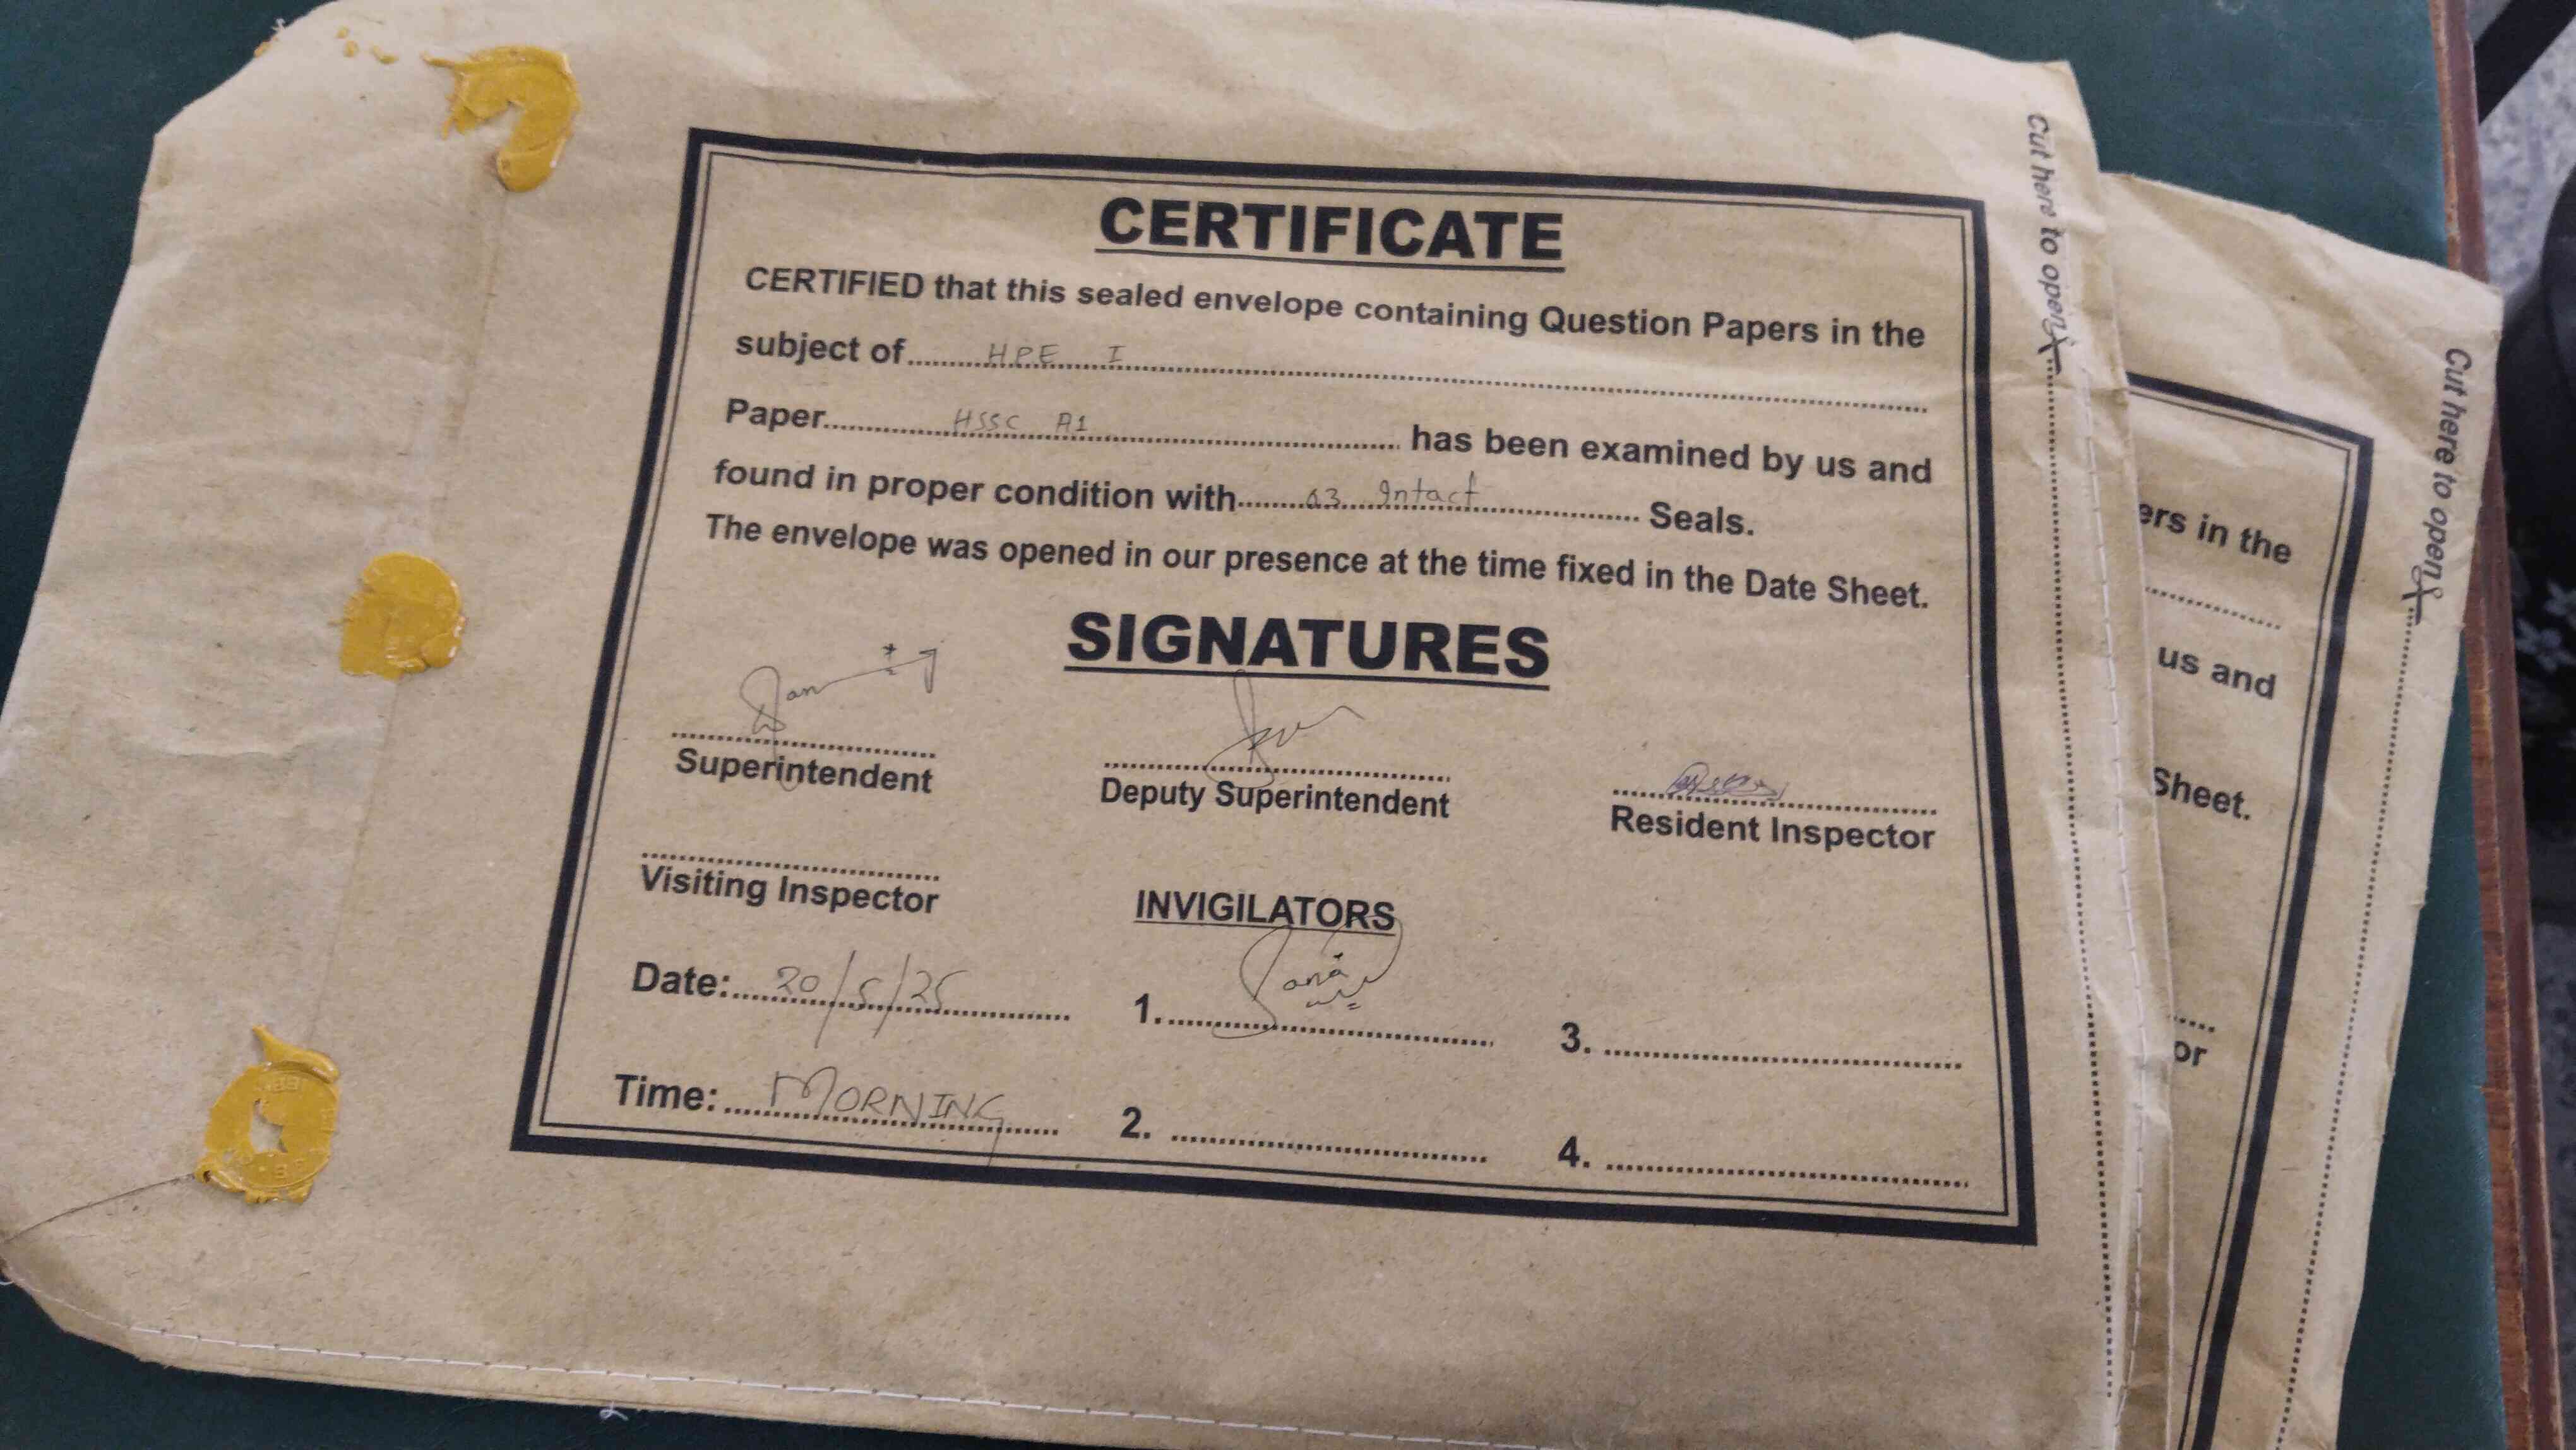 CERTIFICATE
CERTIFIED that this sealed envelope containing Question Papers in the
subject of HPE I
Paper HSSC A1 has been examined by us and
found in proper condition with 03 Intact Seals.
The envelope was opened in our presence at the time fixed in the Date Sheet.
SIGNATURES
Superintendent
Deputy Superintendent
Resident Inspector
Visiting Inspector
INVIGILATORS
Date: 20/5/25
1.
3.
Time: MORNING
2.
4.
Cut here to open
Cut here to open
ers in the
us and
Sheet.
or